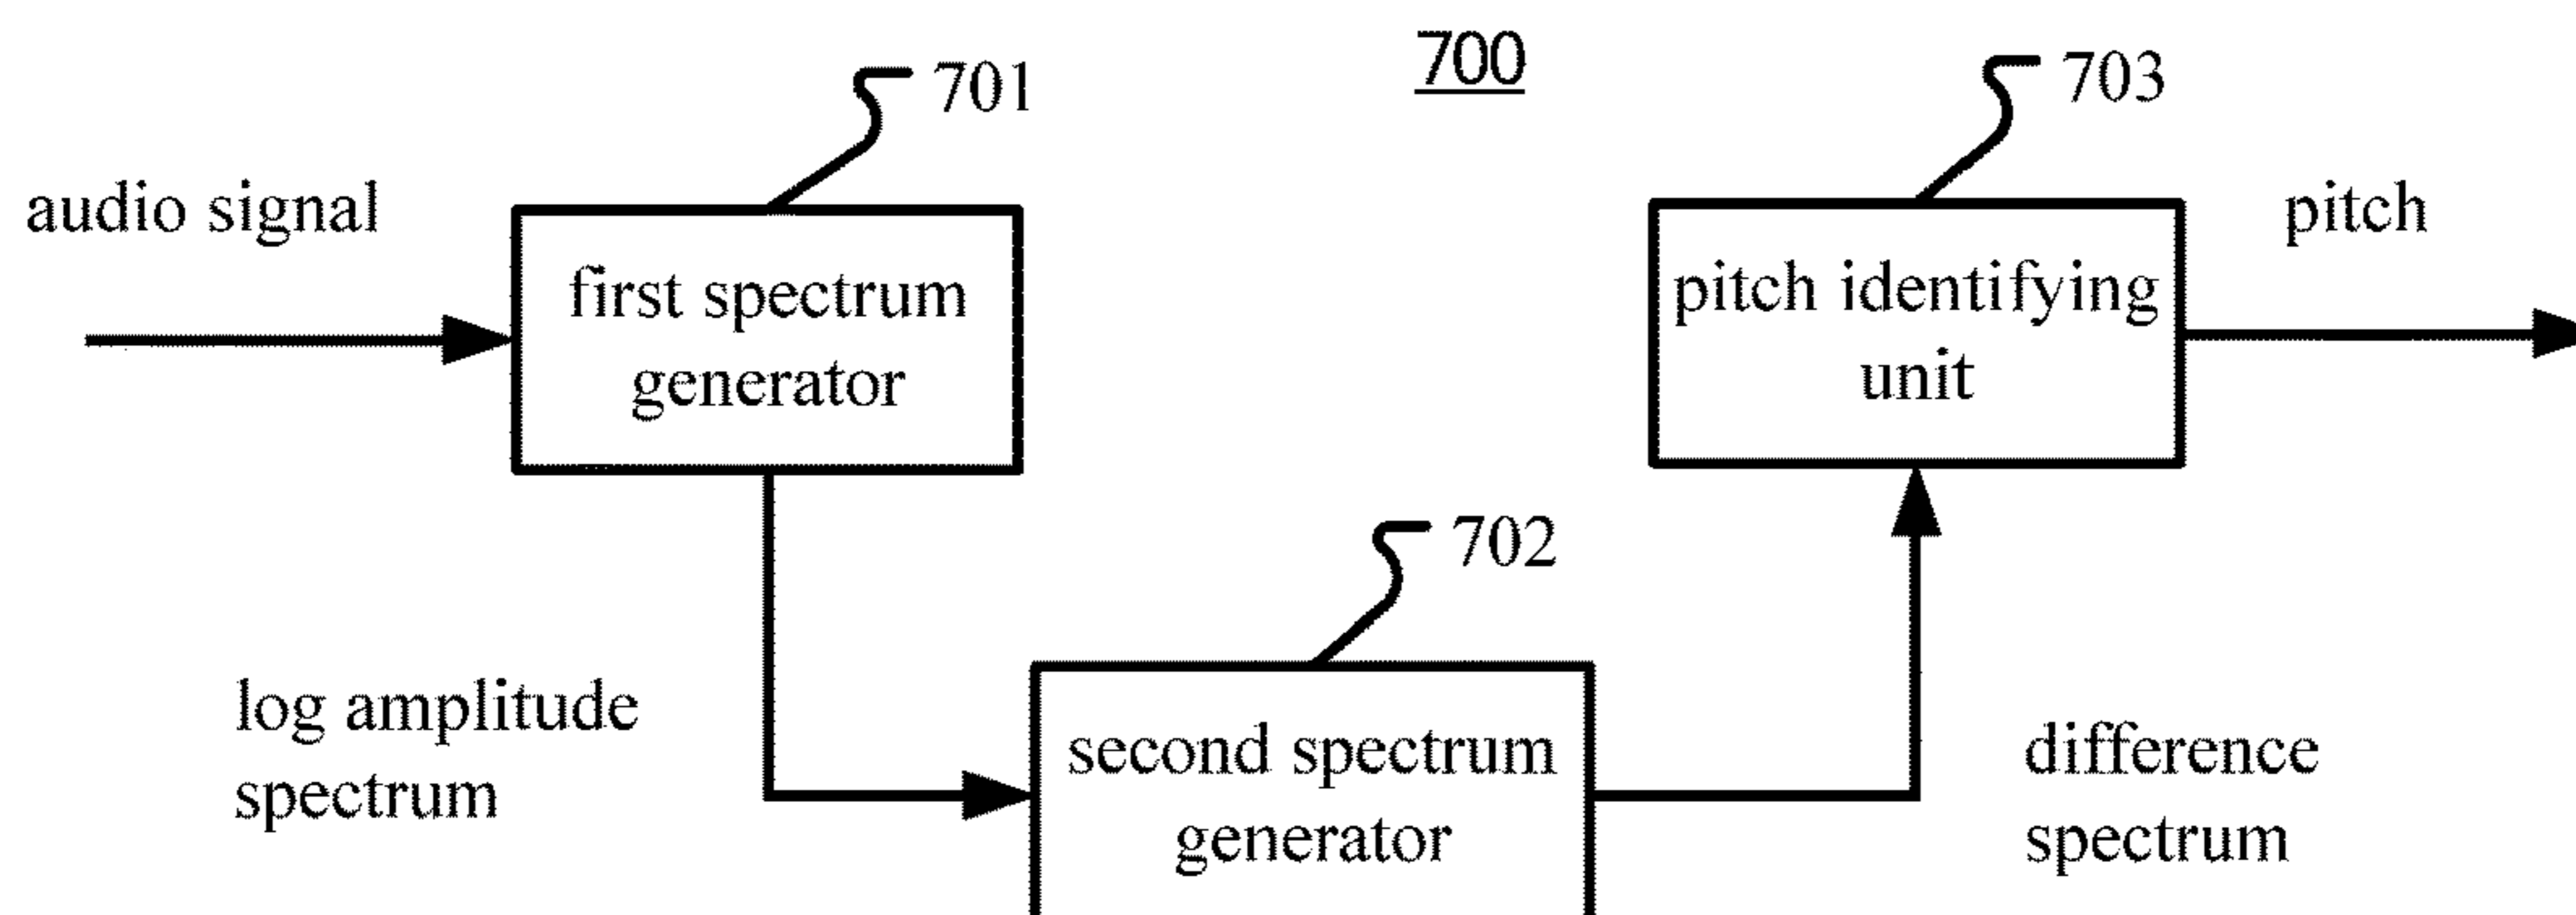 700
701
703
audio signal
first spectrum
generator
pitch identifying
unit
pitch
702
log amplitude
spectrum
second spectrum
generator
difference
spectrum